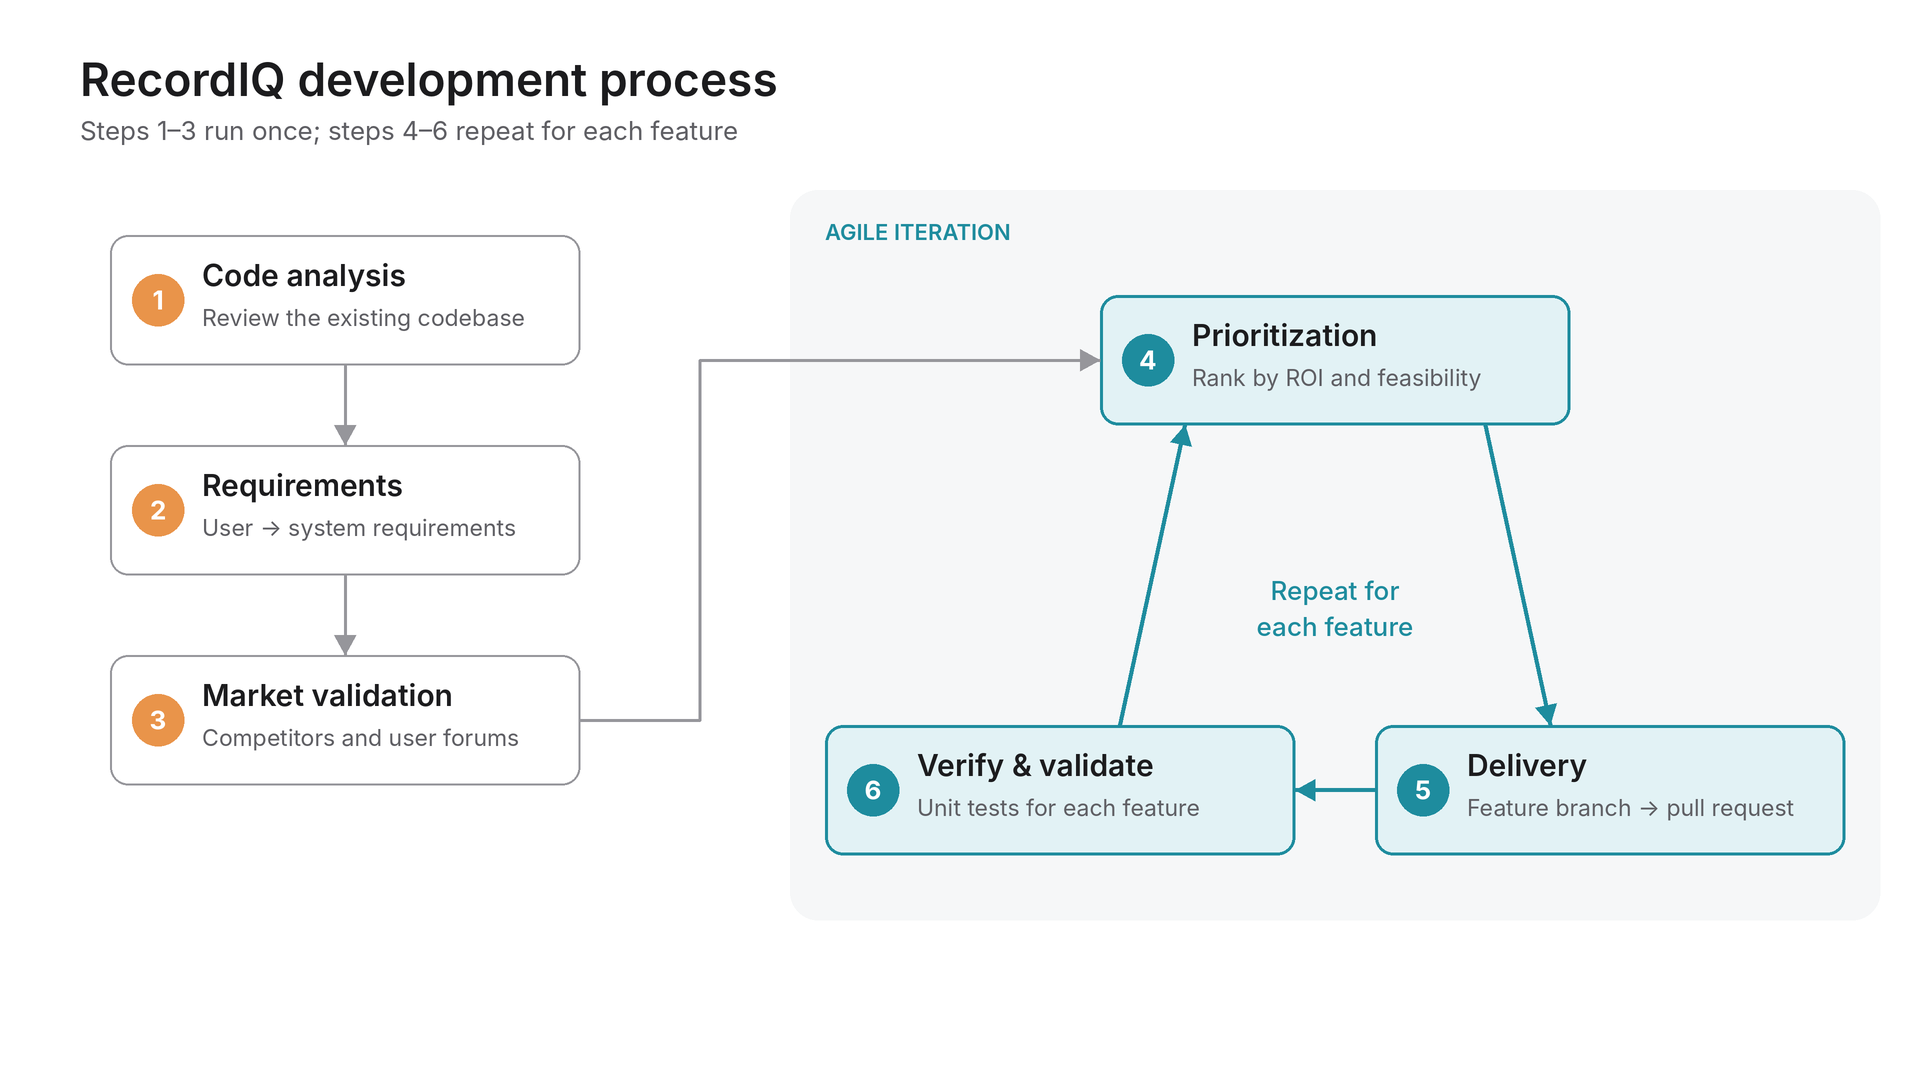 RecordIQ development process
Steps 1–3 run once; steps 4–6 repeat for each feature
1
Code analysis
Review the existing codebase
2
Requirements
User → system requirements
3
Market validation
Competitors and user forums
AGILE ITERATION
4
Prioritization
Rank by ROI and feasibility
Repeat for
each feature
6
Verify & validate
Unit tests for each feature
5
Delivery
Feature branch → pull request